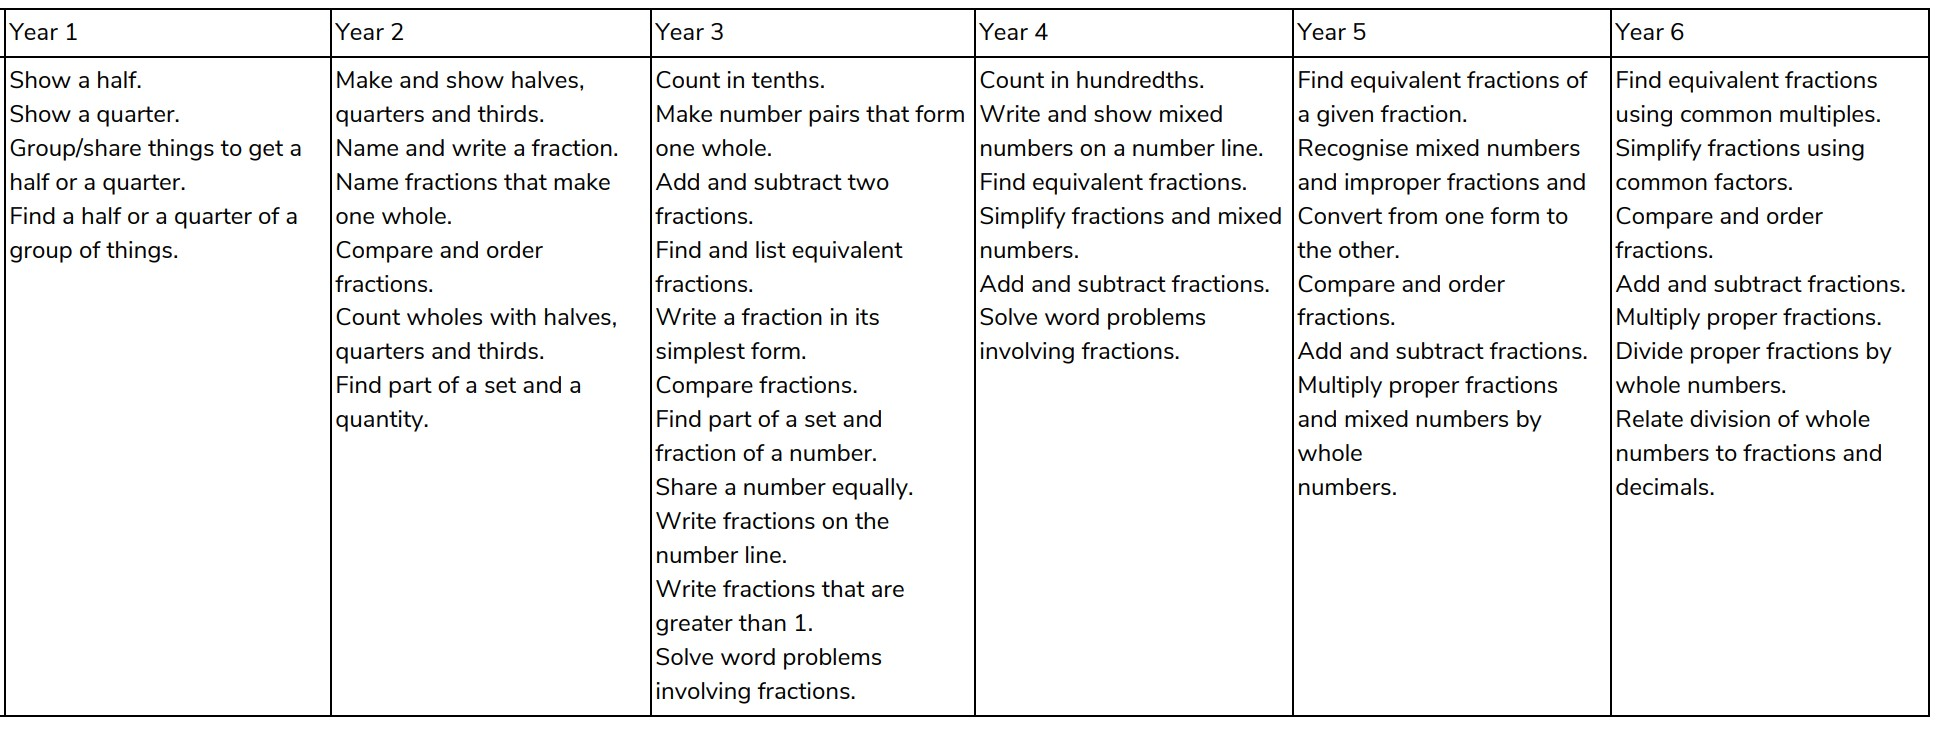 Year 1
Show a half.
Show a quarter.
Group/share things to get a
half or a quarter.
Find a half or a quarter of a
group of things.
Year 2
Make and show halves,
quarters and thirds.
Name and write a fraction.
Name fractions that make
one whole.
Compare and order
fractions.
Count wholes with halves,
quarters and thirds.
Find part of a set and a
quantity.
Year 3
Count in tenths.
Make number pairs that form
one whole.
Add and subtract two
fractions.
Find and list equivalent
fractions.
Write a fraction in its
simplest form.
Compare fractions.
Find part of a set and
fraction of a number.
Share a number equally.
Write fractions on the
number line.
Write fractions that are
greater than 1.
Solve word problems
involving fractions.
Year 4
Count in hundredths.
Write and show mixed
numbers on a number line.
Find equivalent fractions.
Simplify fractions and mixed
numbers.
Add and subtract fractions.
Solve word problems
involving fractions.
Year 5
Find equivalent fractions of
a given fraction.
Recognise mixed numbers
and improper fractions and
Convert from one form to
the other.
Compare and order
fractions.
Add and subtract fractions.
Multiply proper fractions
and mixed numbers by
whole
numbers.
Year 6
Find equivalent fractions
using common multiples.
Simplify fractions using
common factors.
Compare and order
fractions.
Add and subtract fractions.
Multiply proper fractions.
Divide proper fractions by
whole numbers.
Relate division of whole
numbers to fractions and
decimals.